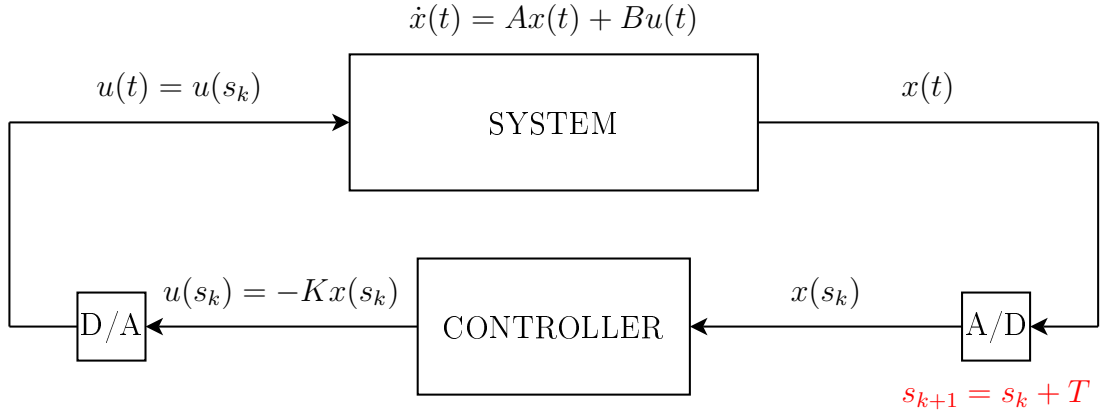 ẋ(t) = Ax(t) + Bu(t)
u(t) = u(s_k)
x(t)
SYSTEM
u(s_k) = −Kx(s_k)
x(s_k)
D/A
CONTROLLER
A/D
s_{k+1} = s_k + T